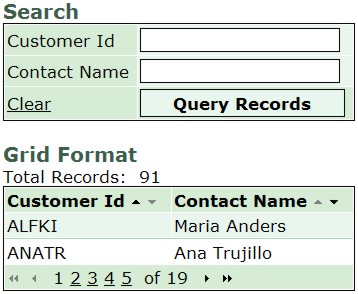 Search
Customer Id
Contact Name
Clear Query Records
Grid Format
Total Records: 91
Customer Id Contact Name
ALFKI Maria Anders
ANATR Ana Trujillo
1 2 3 4 5 of 19